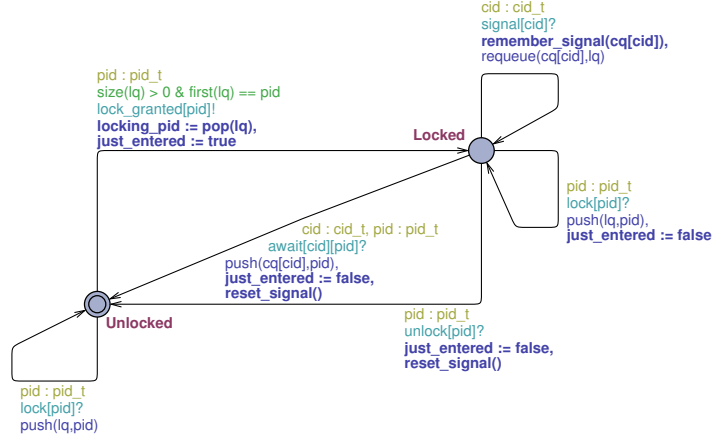 cid : cid_t
signal[cid]?
remember_signal(cq[cid]),
requeue(cq[cid],lq)
pid : pid_t
size(lq) > 0 & first(lq) == pid
lock_granted[pid]!
locking_pid := pop(lq),
just_entered := true
Locked
pid : pid_t
lock[pid]?
push(lq,pid),
just_entered := false
cid : cid_t, pid : pid_t
await[cid][pid]?
push(cq[cid],pid),
just_entered := false,
reset_signal()
Unlocked
pid : pid_t
unlock[pid]?
just_entered := false,
reset_signal()
pid : pid_t
lock[pid]?
push(lq,pid)